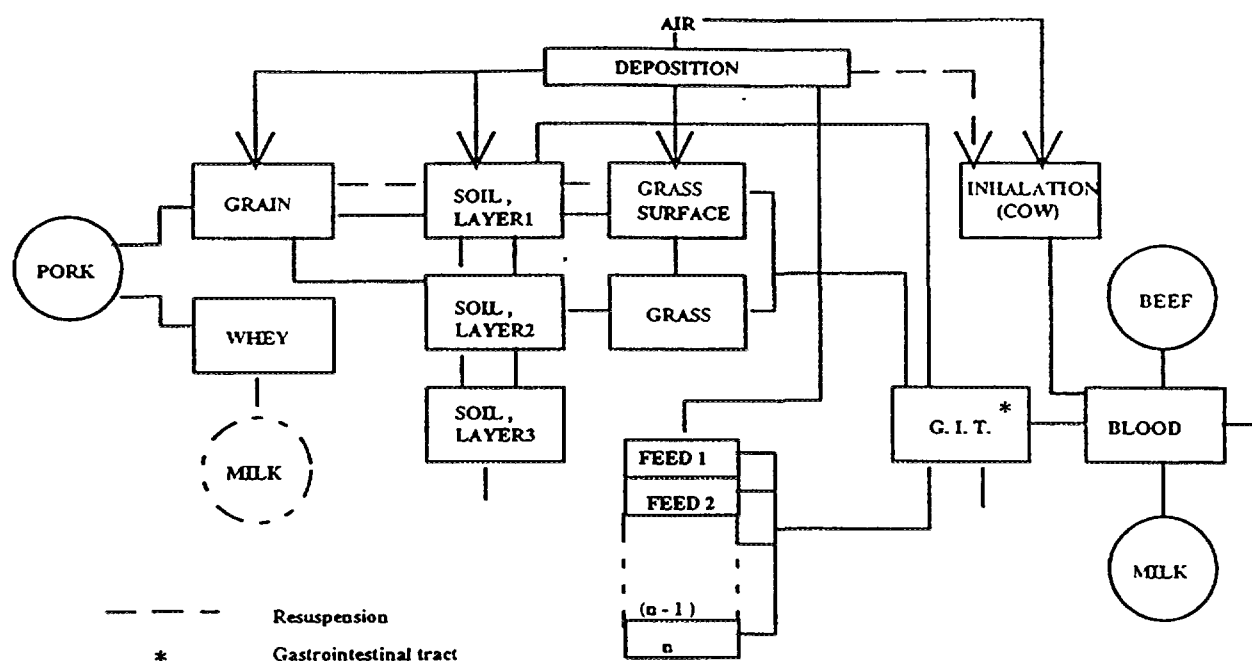 AIR
DEPOSITION
GRAIN
SOIL,
LAYER1
GRASS
SURFACE
INHALATION
(COW)
PORK
WHEY
SOIL,
LAYER2
GRASS
BEEF
MILK
SOIL,
LAYER3
G. I. T. *
BLOOD
FEED 1
FEED 2
(n - 1)
n
MILK
— — — Resuspension
* Gastrointestinal tract